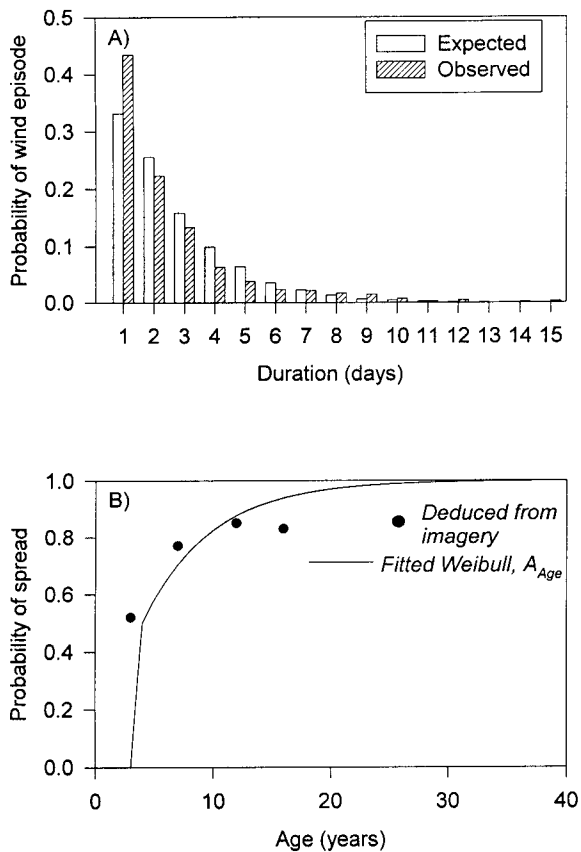 A)
Expected
Observed
Probability of wind episode
0.5
0.4
0.3
0.2
0.1
0.0
1 2 3 4 5 6 7 8 9 10 11 12 13 14 15
Duration (days)
B)
Deduced from
imagery
Fitted Weibull, A_Age
Probability of spread
1.0
0.8
0.6
0.4
0.2
0.0
0 10 20 30 40
Age (years)